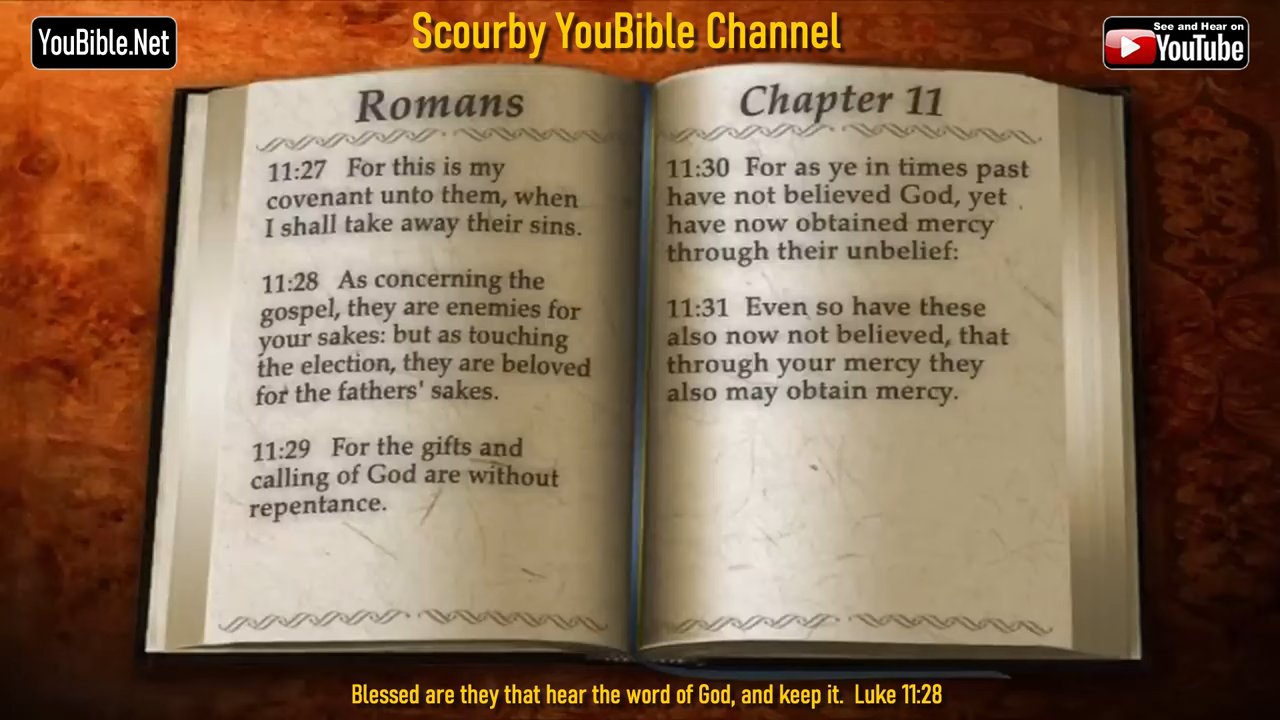 YouBible.Net
Scourby YouBible Channel
See and Hear on
YouTube
Romans
11:27 For this is my
covenant unto them, when
I shall take away their sins.
11:28 As concerning the
gospel, they are enemies for
your sakes: but as touching
the election, they are beloved
for the fathers' sakes.
11:29 For the gifts and
calling of God are without
repentance.
Chapter 11
11:30 For as ye in times past
have not believed God, yet
have now obtained mercy
through their unbelief:
11:31 Even so have these
also now not believed, that
through your mercy they
also may obtain mercy.
Blessed are they that hear the word of God, and keep it. Luke 11:28